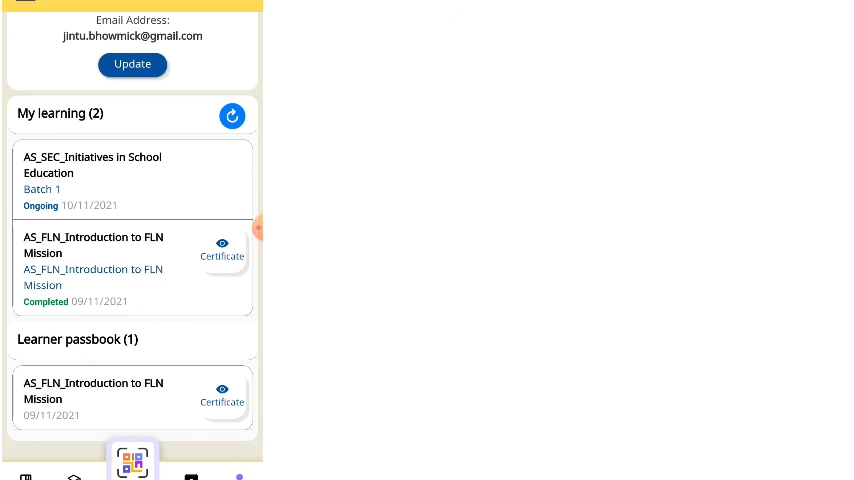 Email Address:
jintu.bhowmick@gmail.com
Update
My learning (2)
AS_SEC_Initiatives in School
Education
Batch 1
Ongoing 10/11/2021
AS_FLN_Introduction to FLN
Mission
Certificate
AS_FLN_Introduction to FLN
Mission
Completed 09/11/2021
Learner passbook (1)
AS_FLN_Introduction to FLN
Mission
Certificate
09/11/2021